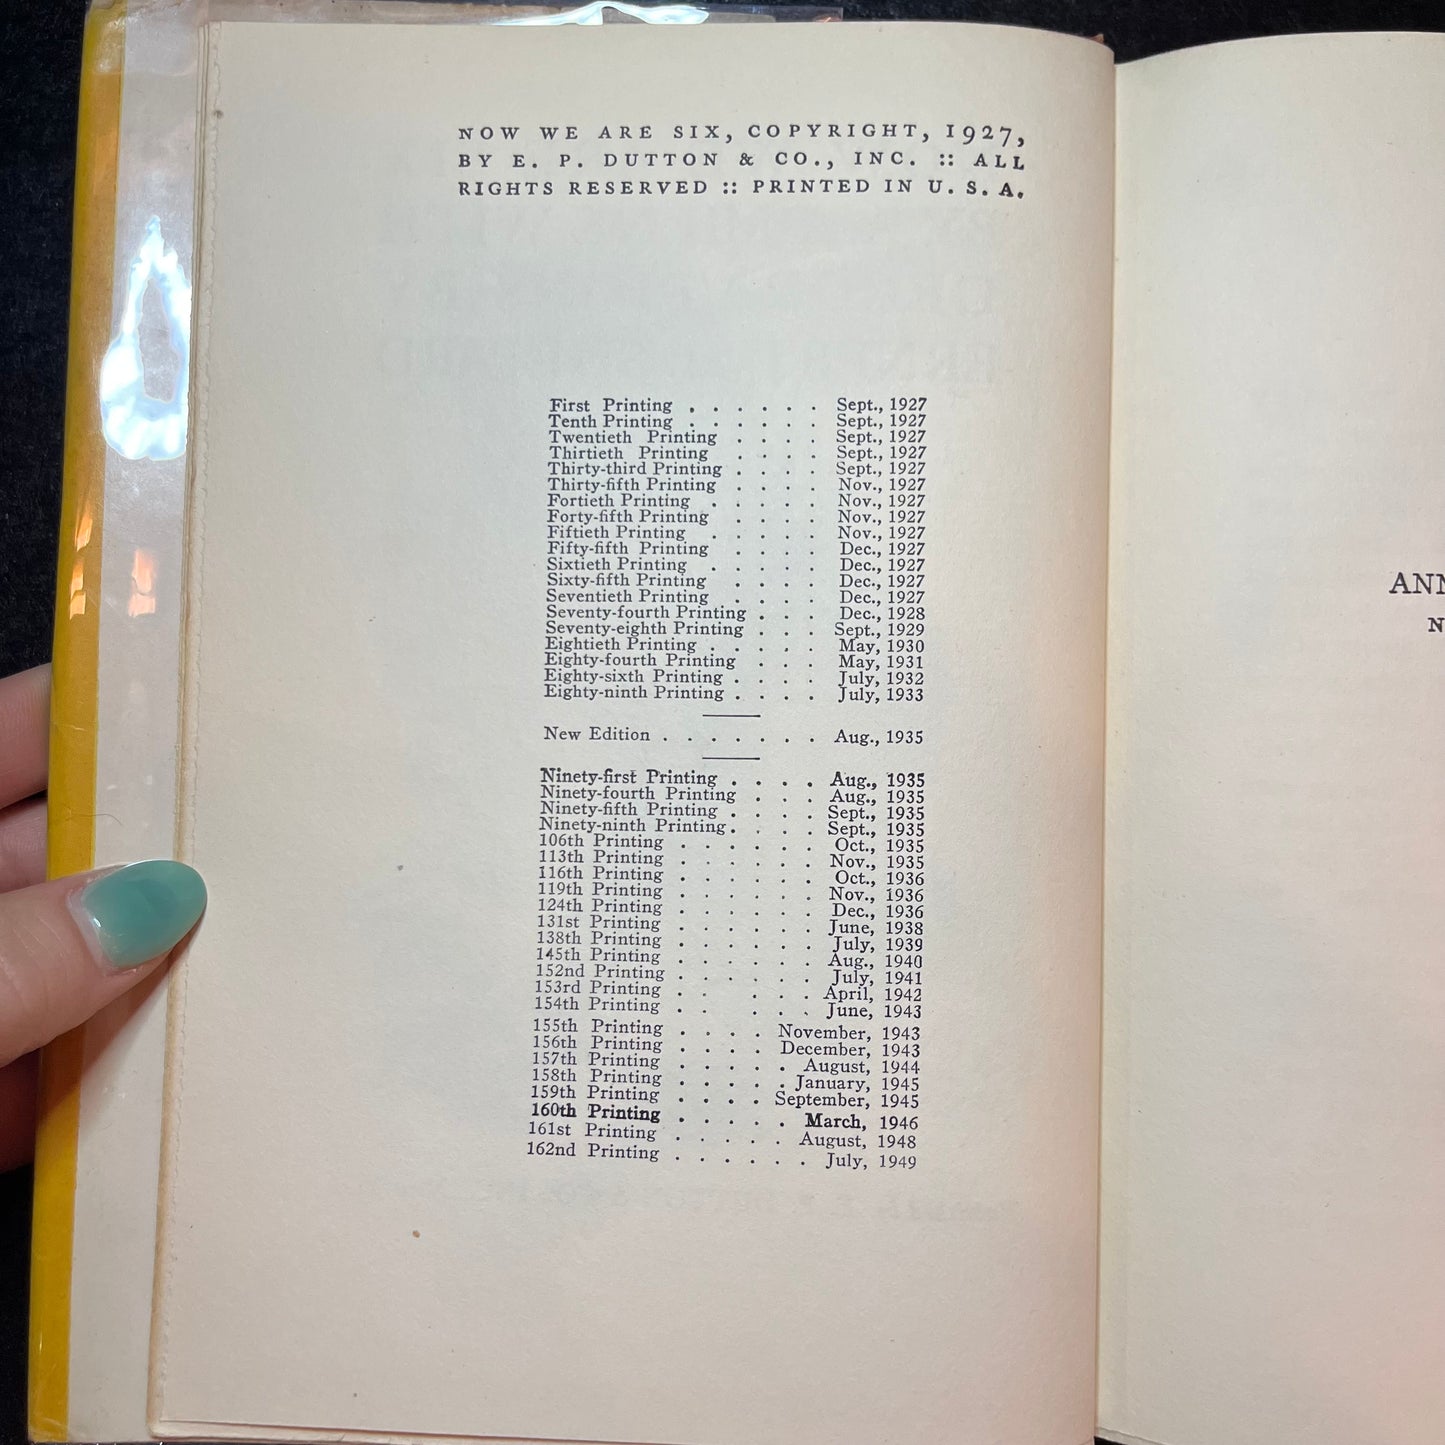 NOW WE ARE SIX, COPYRIGHT, 1927,
BY E. P. DUTTON & CO., INC. :: ALL
RIGHTS RESERVED :: PRINTED IN U. S. A.
First Printing . . . . . . Sept., 1927
Tenth Printing . . . . . . Sept., 1927
Twentieth Printing . . . . Sept., 1927
Thirtieth Printing . . . . Sept., 1927
Thirty-third Printing . . . . Sept., 1927
Thirty-fifth Printing . . . . Nov., 1927
Fortieth Printing . . . . . Nov., 1927
Forty-fifth Printing . . . . Nov., 1927
Fiftieth Printing . . . . . Nov., 1927
Fifty-fifth Printing . . . . Dec., 1927
Sixtieth Printing . . . . . Dec., 1927
Sixty-fifth Printing . . . . Dec., 1927
Seventieth Printing . . . . Dec., 1927
Seventy-fourth Printing . . . Dec., 1928
Seventy-eighth Printing . . . Sept., 1929
Eightieth Printing . . . . . May, 1930
Eighty-fourth Printing . . . May, 1931
Eighty-sixth Printing . . . . July, 1932
Eighty-ninth Printing . . . . July, 1933
New Edition . . . . . . . Aug., 1935
Ninety-first Printing . . . . Aug., 1935
Ninety-fourth Printing . . . Aug., 1935
Ninety-fifth Printing . . . . Sept., 1935
Ninety-ninth Printing . . . . Sept., 1935
106th Printing . . . . . . Oct., 1935
113th Printing . . . . . . Nov., 1935
116th Printing . . . . . . Oct., 1936
119th Printing . . . . . . Nov., 1936
124th Printing . . . . . . Dec., 1936
131st Printing . . . . . . June, 1938
138th Printing . . . . . . July, 1939
145th Printing . . . . . . Aug., 1940
152nd Printing . . . . . . July, 1941
153rd Printing . . . . . April, 1942
154th Printing . . . . . June, 1943
155th Printing . . . . November, 1943
156th Printing . . . . December, 1943
157th Printing . . . . . August, 1944
158th Printing . . . . . January, 1945
159th Printing . . . . September, 1945
160th Printing . . . . . March, 1946
161st Printing . . . . . August, 1948
162nd Printing . . . . . . July, 1949
ANN
N